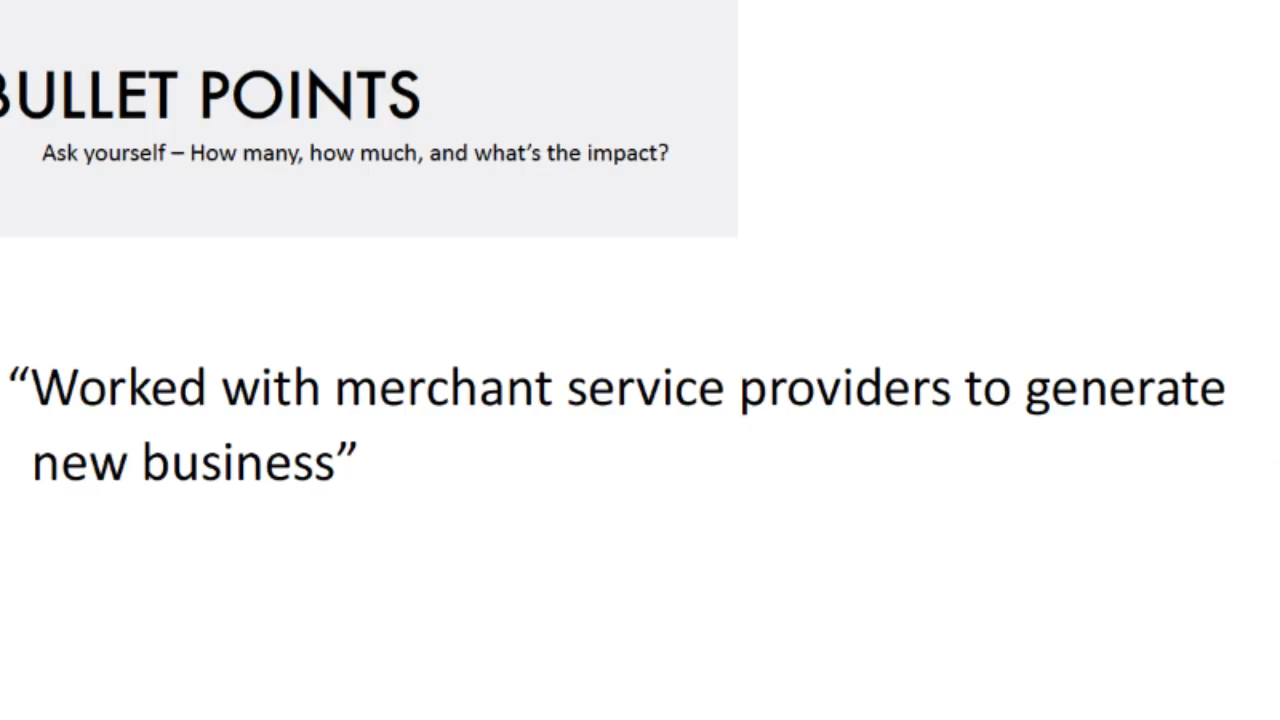 BULLET POINTS
Ask yourself – How many, how much, and what’s the impact?
“Worked with merchant service providers to generate
new business”